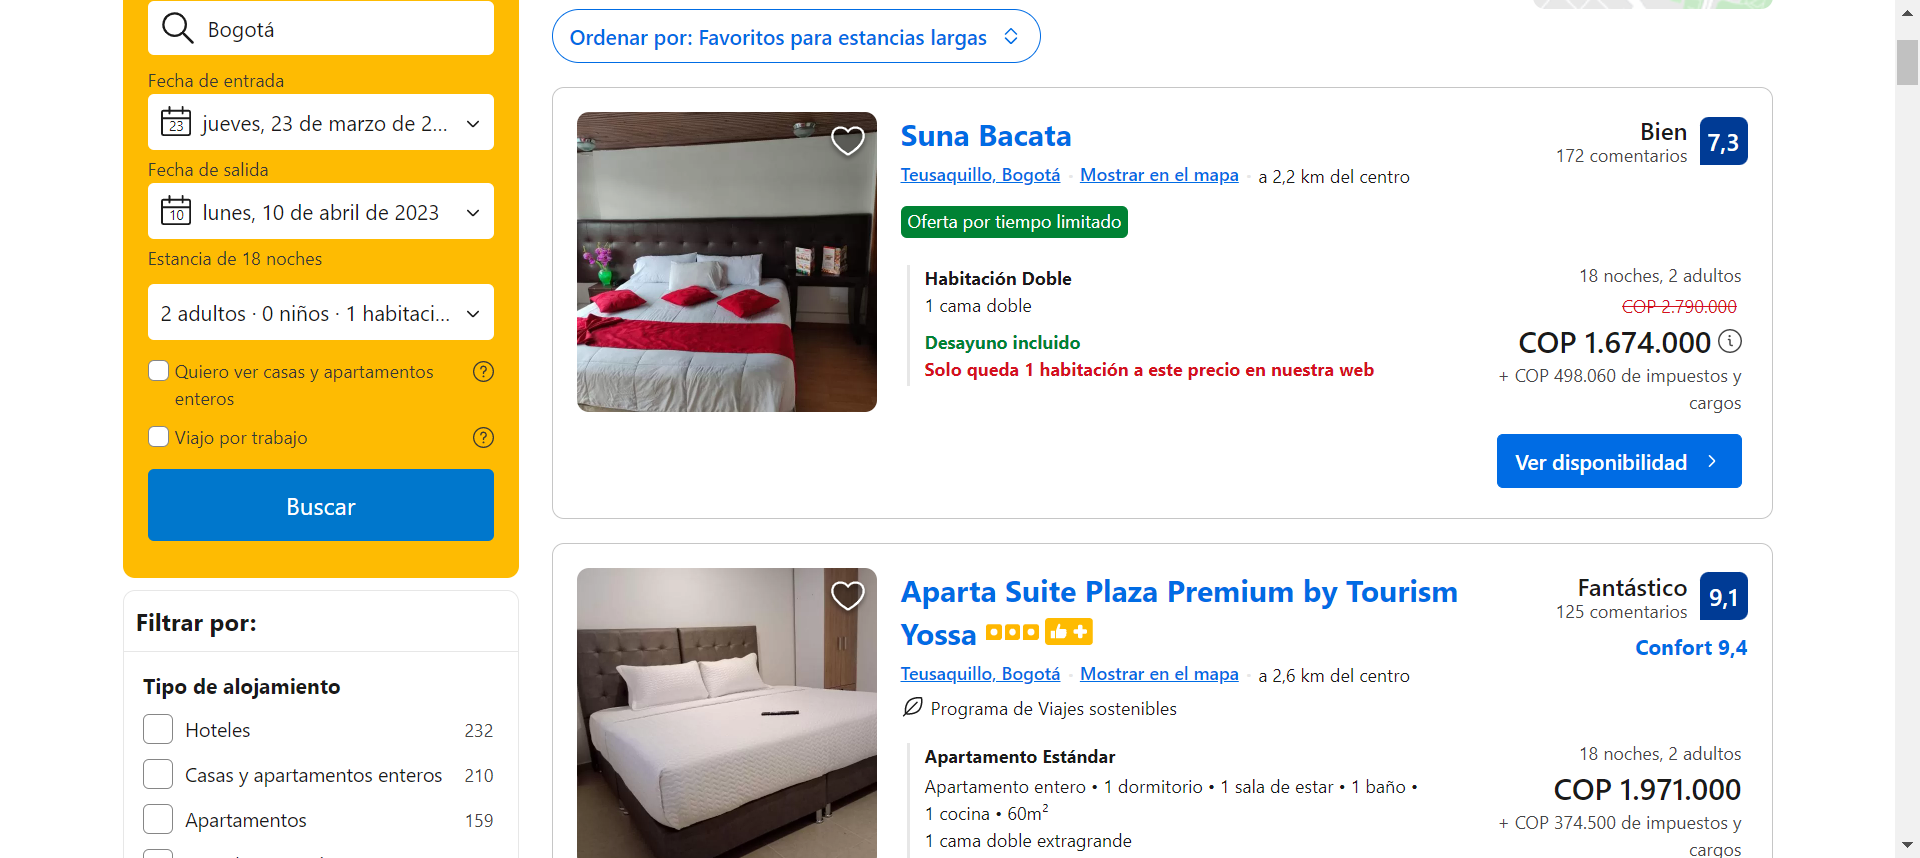 Bogotá
Fecha de entrada
23
jueves, 23 de marzo de 2...
Fecha de salida
10
lunes, 10 de abril de 2023
Estancia de 18 noches
2 adultos · 0 niños · 1 habitaci...
Quiero ver casas y apartamentos
enteros
?
Viajo por trabajo
?
Buscar
Filtrar por:
Tipo de alojamiento
Hoteles 232
Casas y apartamentos enteros 210
Apartamentos 159
Ordenar por: Favoritos para estancias largas
Suna Bacata
Teusaquillo, Bogotá · Mostrar en el mapa · a 2,2 km del centro
Oferta por tiempo limitado
Bien
172 comentarios
7,3
Habitación Doble
1 cama doble
Desayuno incluido
Solo queda 1 habitación a este precio en nuestra web
18 noches, 2 adultos
COP 2.790.000
COP 1.674.000
+ COP 498.060 de impuestos y
cargos
Ver disponibilidad
Aparta Suite Plaza Premium by Tourism
Yossa
Teusaquillo, Bogotá · Mostrar en el mapa · a 2,6 km del centro
Programa de Viajes sostenibles
Fantástico
125 comentarios
9,1
Confort 9,4
Apartamento Estándar
Apartamento entero • 1 dormitorio • 1 sala de estar • 1 baño •
1 cocina • 60m²
1 cama doble extragrande
18 noches, 2 adultos
COP 1.971.000
+ COP 374.500 de impuestos y
cargos